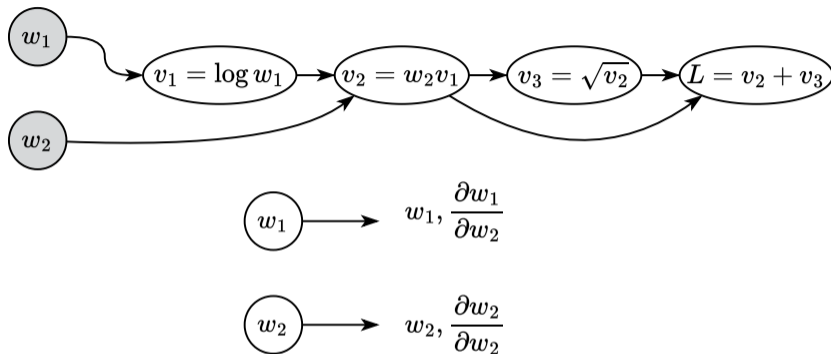 w₁
v₁ = log w₁
v₂ = w₂v₁
v₃ = √v₂
L = v₂ + v₃
w₂
w₁
w₁, ∂w₁/∂w₂
w₂
w₂, ∂w₂/∂w₂